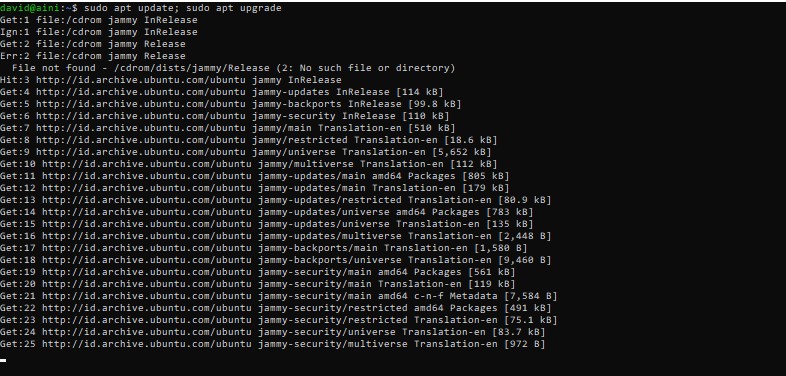 david@aini:~$ sudo apt update; sudo apt upgrade
Get:1 file:/cdrom jammy InRelease
Ign:1 file:/cdrom jammy InRelease
Get:2 file:/cdrom jammy Release
Err:2 file:/cdrom jammy Release
  File not found - /cdrom/dists/jammy/Release (2: No such file or directory)
Hit:3 http://id.archive.ubuntu.com/ubuntu jammy InRelease
Get:4 http://id.archive.ubuntu.com/ubuntu jammy-updates InRelease [114 kB]
Get:5 http://id.archive.ubuntu.com/ubuntu jammy-backports InRelease [99.8 kB]
Get:6 http://id.archive.ubuntu.com/ubuntu jammy-security InRelease [110 kB]
Get:7 http://id.archive.ubuntu.com/ubuntu jammy/main Translation-en [510 kB]
Get:8 http://id.archive.ubuntu.com/ubuntu jammy/restricted Translation-en [18.6 kB]
Get:9 http://id.archive.ubuntu.com/ubuntu jammy/universe Translation-en [5,652 kB]
Get:10 http://id.archive.ubuntu.com/ubuntu jammy/multiverse Translation-en [112 kB]
Get:11 http://id.archive.ubuntu.com/ubuntu jammy-updates/main amd64 Packages [805 kB]
Get:12 http://id.archive.ubuntu.com/ubuntu jammy-updates/main Translation-en [179 kB]
Get:13 http://id.archive.ubuntu.com/ubuntu jammy-updates/restricted Translation-en [80.9 kB]
Get:14 http://id.archive.ubuntu.com/ubuntu jammy-updates/universe amd64 Packages [783 kB]
Get:15 http://id.archive.ubuntu.com/ubuntu jammy-updates/universe Translation-en [135 kB]
Get:16 http://id.archive.ubuntu.com/ubuntu jammy-updates/multiverse Translation-en [2,448 B]
Get:17 http://id.archive.ubuntu.com/ubuntu jammy-backports/main Translation-en [1,580 B]
Get:18 http://id.archive.ubuntu.com/ubuntu jammy-backports/universe Translation-en [9,460 B]
Get:19 http://id.archive.ubuntu.com/ubuntu jammy-security/main amd64 Packages [561 kB]
Get:20 http://id.archive.ubuntu.com/ubuntu jammy-security/main Translation-en [119 kB]
Get:21 http://id.archive.ubuntu.com/ubuntu jammy-security/main amd64 c-n-f Metadata [7,584 B]
Get:22 http://id.archive.ubuntu.com/ubuntu jammy-security/restricted amd64 Packages [491 kB]
Get:23 http://id.archive.ubuntu.com/ubuntu jammy-security/restricted Translation-en [75.1 kB]
Get:24 http://id.archive.ubuntu.com/ubuntu jammy-security/universe Translation-en [83.7 kB]
Get:25 http://id.archive.ubuntu.com/ubuntu jammy-security/multiverse Translation-en [972 B]